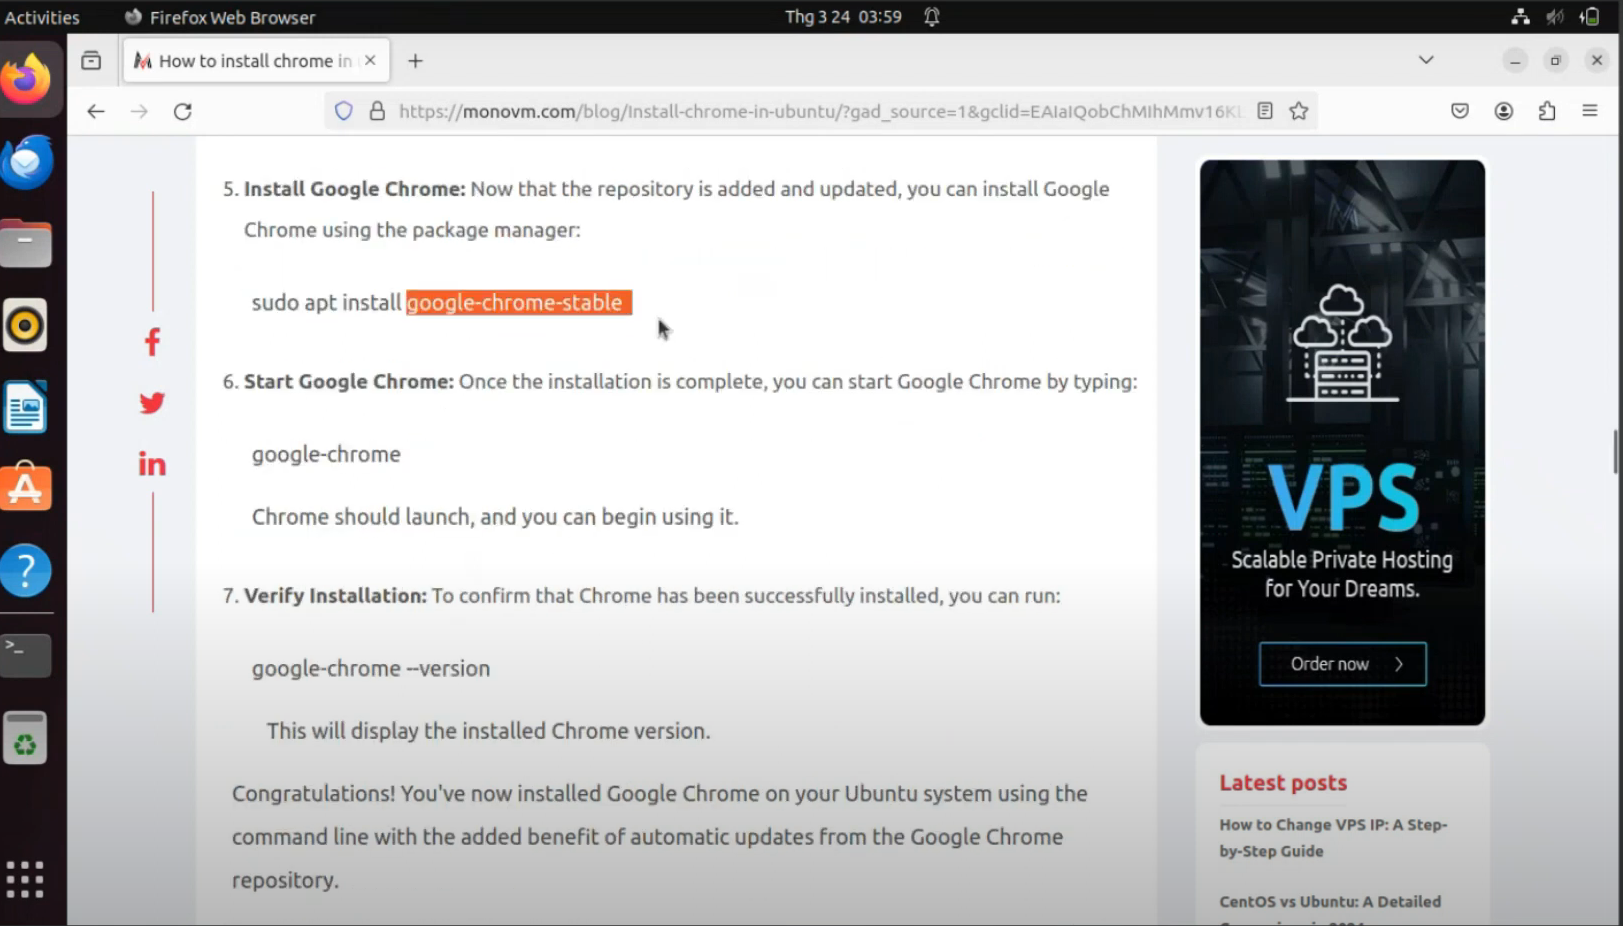 Activities
Firefox Web Browser
Thg 3 24 03:59
How to install chrome in
https://monovm.com/blog/Install-chrome-in-ubuntu/?gad_source=1&gclid=EAIaIQobChMIhMmv16KL
5. Install Google Chrome: Now that the repository is added and updated, you can install Google
Chrome using the package manager:
sudo apt install google-chrome-stable
6. Start Google Chrome: Once the installation is complete, you can start Google Chrome by typing:
google-chrome
Chrome should launch, and you can begin using it.
7. Verify Installation: To confirm that Chrome has been successfully installed, you can run:
google-chrome --version
This will display the installed Chrome version.
Congratulations! You've now installed Google Chrome on your Ubuntu system using the
command line with the added benefit of automatic updates from the Google Chrome
repository.
VPS
Scalable Private Hosting
for Your Dreams.
Order now
Latest posts
How to Change VPS IP: A Step-
by-Step Guide
CentOS vs Ubuntu: A Detailed